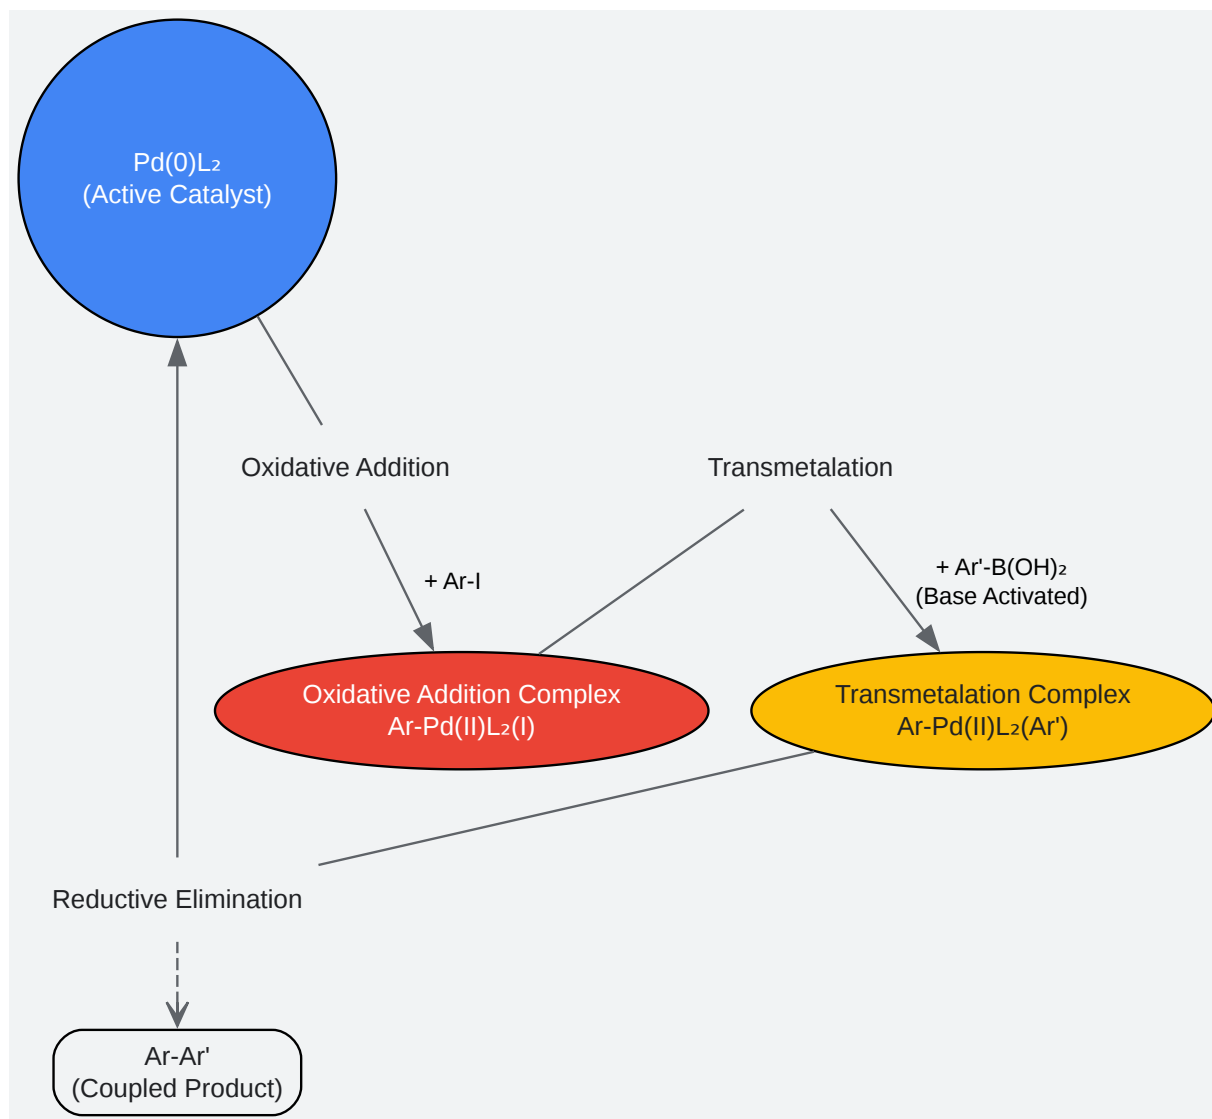 Pd(0)L₂
(Active Catalyst)
Oxidative Addition
Transmetalation
+ Ar-I
+ Ar'-B(OH)₂
(Base Activated)
Oxidative Addition Complex
Ar-Pd(II)L₂(I)
Transmetalation Complex
Ar-Pd(II)L₂(Ar')
Reductive Elimination
Ar-Ar'
(Coupled Product)